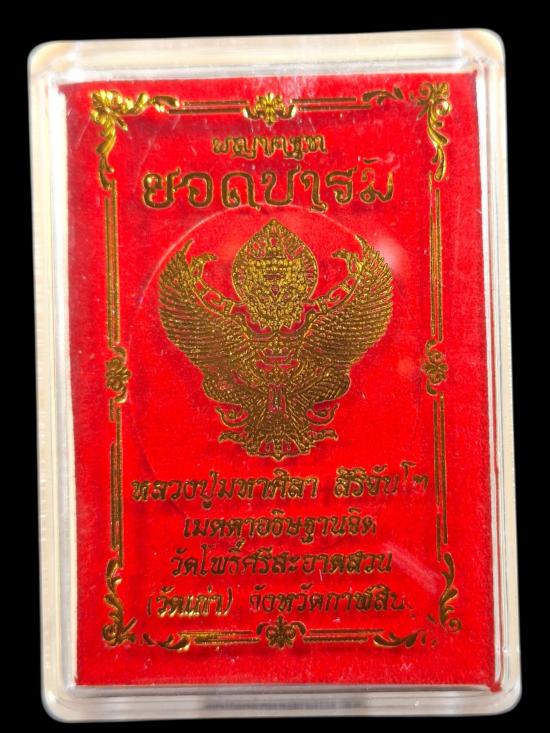 พญาครุฑ
ยอดบารมี
หลวงปู่มหาศิลา สิริจันโท
เมตตาอธิษฐานจิต
วัดโพธิ์ศรีสะอาดสวน
(วัดเก่า) จังหวัดกาฬสิน